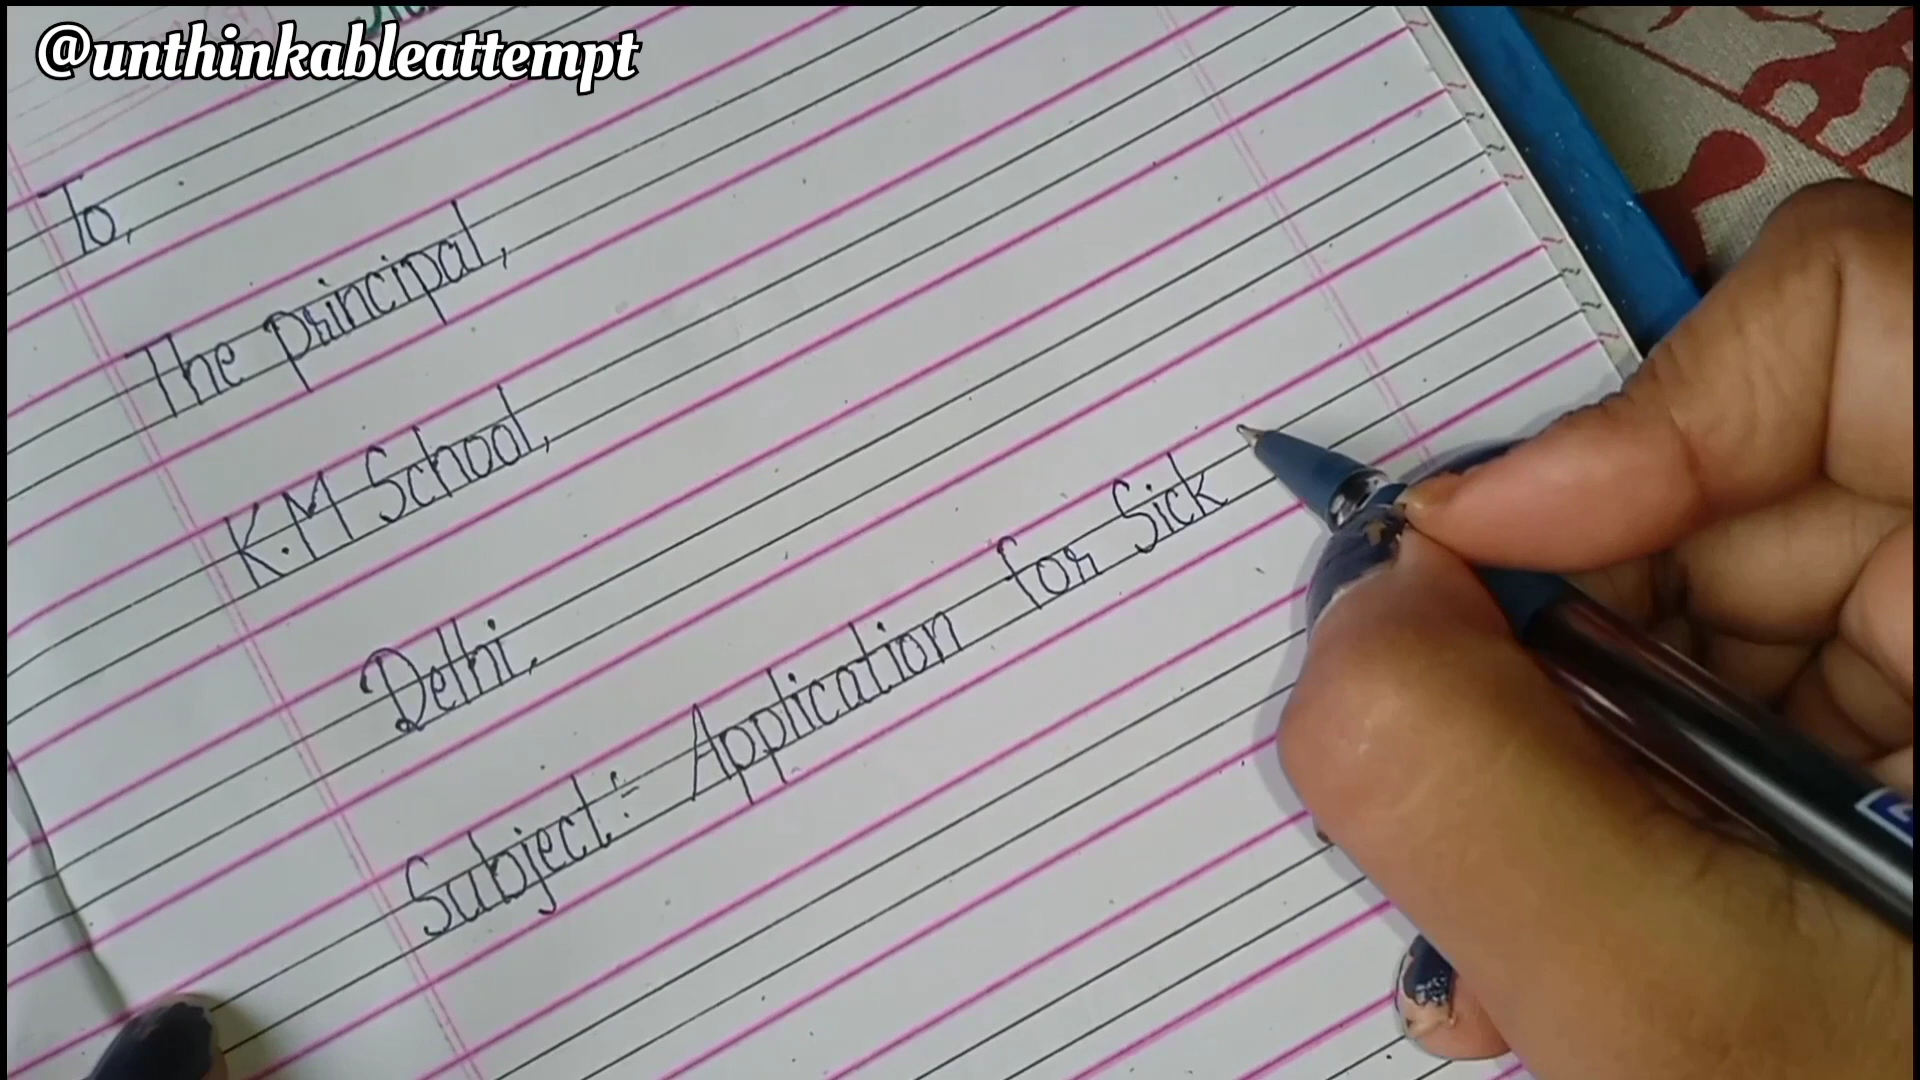 @unthinkableattempt
To,
The principal,
K.M School,
Delhi,
Subject:- Application for Sick